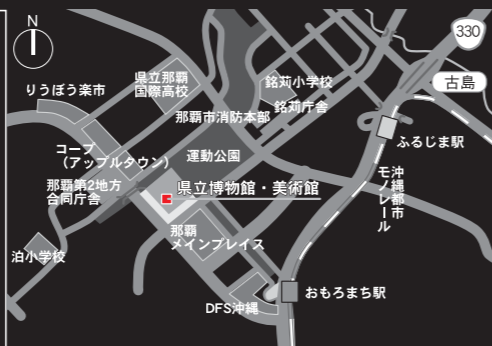 N
330
古島
りうぼう楽市
県立那覇
国際高校
銘苅小学校
銘苅庁舎
那覇市消防本部
ふるじま駅
コープ
（アップルタウン）
運動公園
沖縄都市
モノレール
那覇第2地方
合同庁舎
県立博物館・美術館
泊小学校
那覇
メインプレイス
おもろまち駅
DFS沖縄